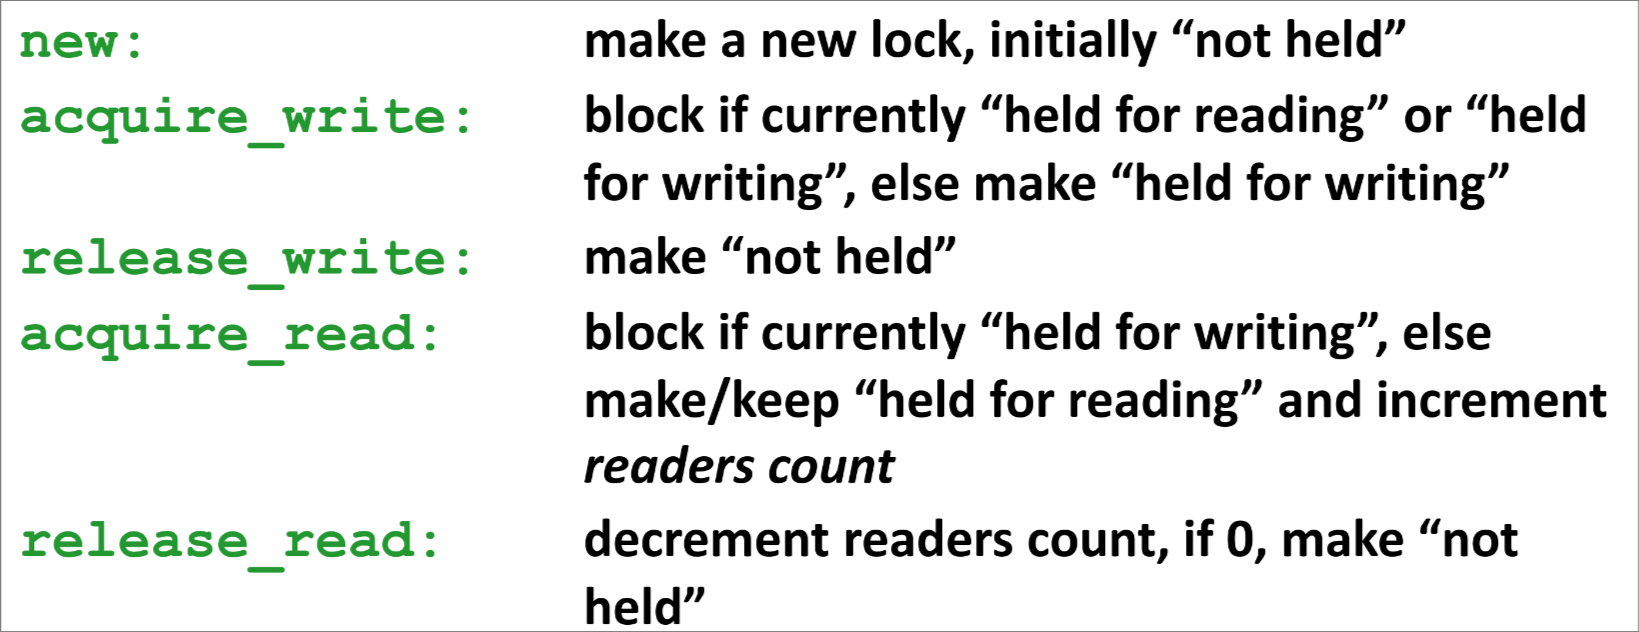 new: make a new lock, initially “not held”
acquire_write: block if currently “held for reading” or “held
for writing”, else make “held for writing”
release_write: make “not held”
acquire_read: block if currently “held for writing”, else
make/keep “held for reading” and increment
readers count
release_read: decrement readers count, if 0, make “not
held”